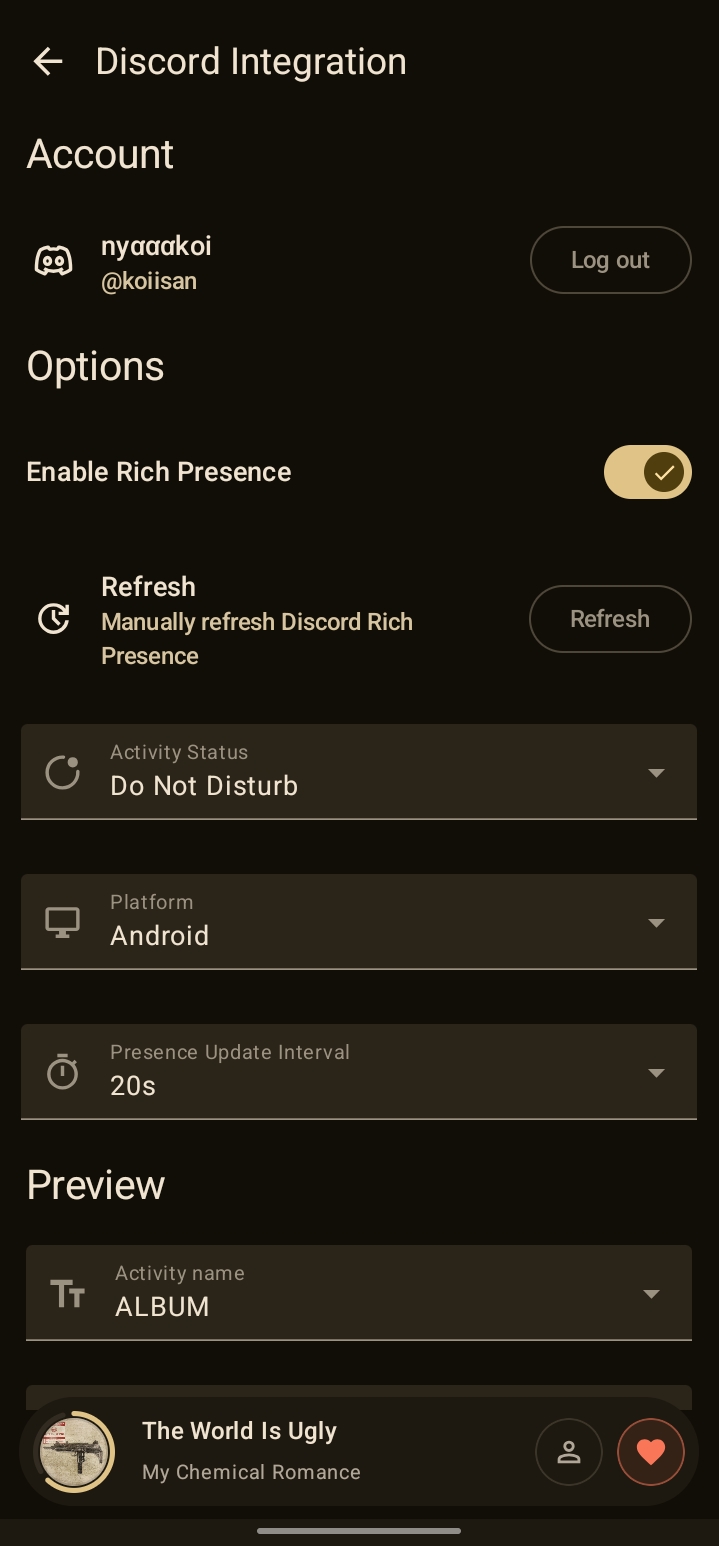 Discord Integration
Account
nyɑɑɑkoi
@koiisan
Log out
Options
Enable Rich Presence
Refresh
Manually refresh Discord Rich
Presence
Refresh
Activity Status
Do Not Disturb
Platform
Android
Presence Update Interval
20s
Preview
Activity name
ALBUM
The World Is Ugly
My Chemical Romance